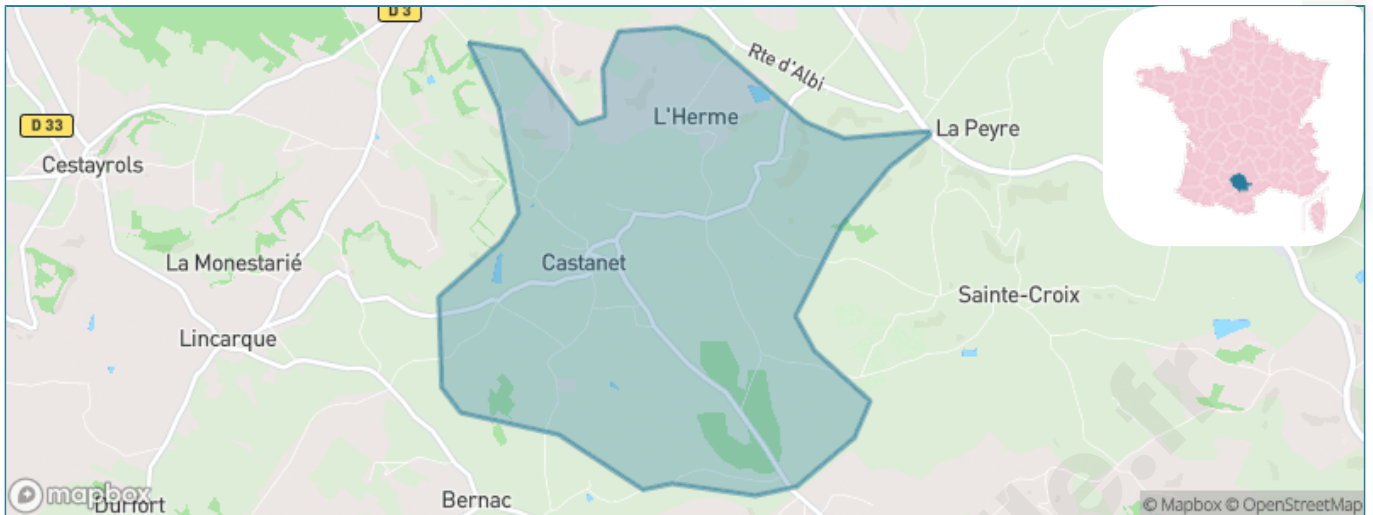 D 3
Rte d'Albi
L'Herme
D 33
La Peyre
Cestayrols
La Monestarié
Castanet
Sainte-Croix
Lincarque
Bernac
mapbox
Durfort
© Mapbox © OpenStreetMap